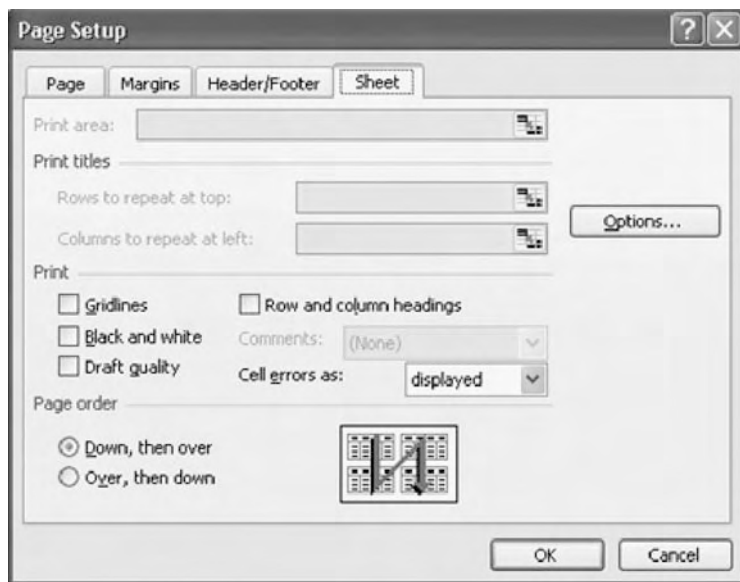 Page Setup
Page Margins Header/Footer Sheet
Print area:
Print titles
Rows to repeat at top:
Columns to repeat at left:
Options...
Print
Gridlines Row and column headings
Black and white Comments: (None)
Draft quality Cell errors as: displayed
Page order
Down, then over
Over, then down
OK Cancel